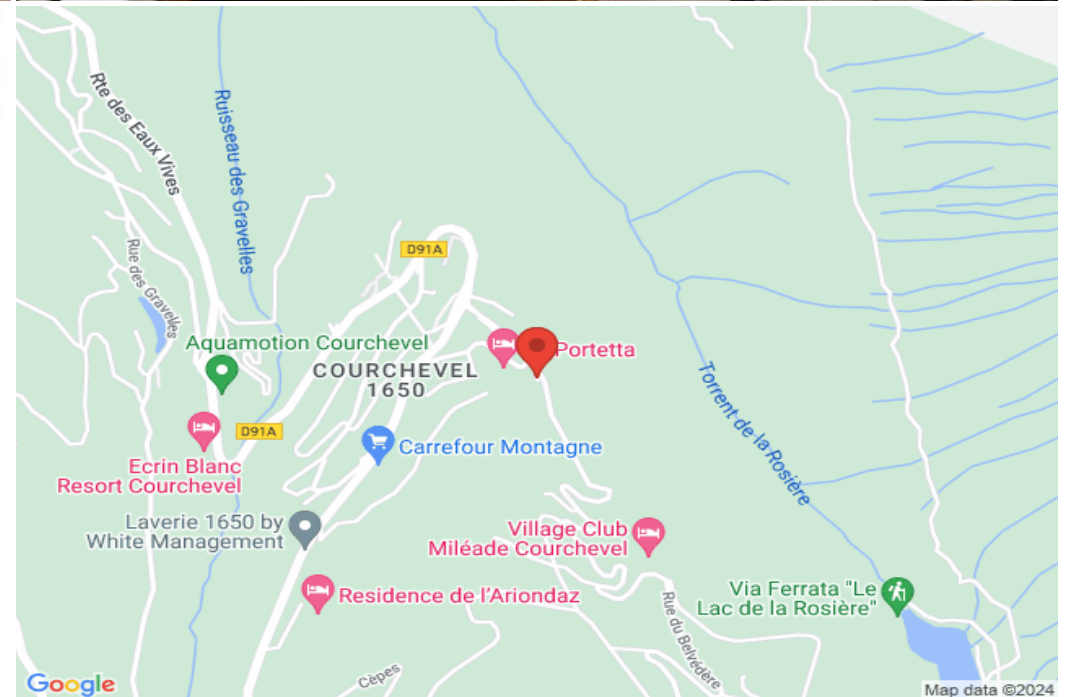 Rte des Eaux Vives
Ruisseau des Gravelles
D91A
Rue des Gravelles
Aquamotion Courchevel
Portetta
COURCHEVEL
1650
Torrent de la Rosière
D91A
Carrefour Montagne
Ecrin Blanc
Resort Courchevel
Laverie 1650 by
White Management
Village Club
Miléade Courchevel
Via Ferrata "Le
Lac de la Rosière"
Residence de l'Ariondaz
Rue du Belvédère
Cèpes
Google
Map data ©2024